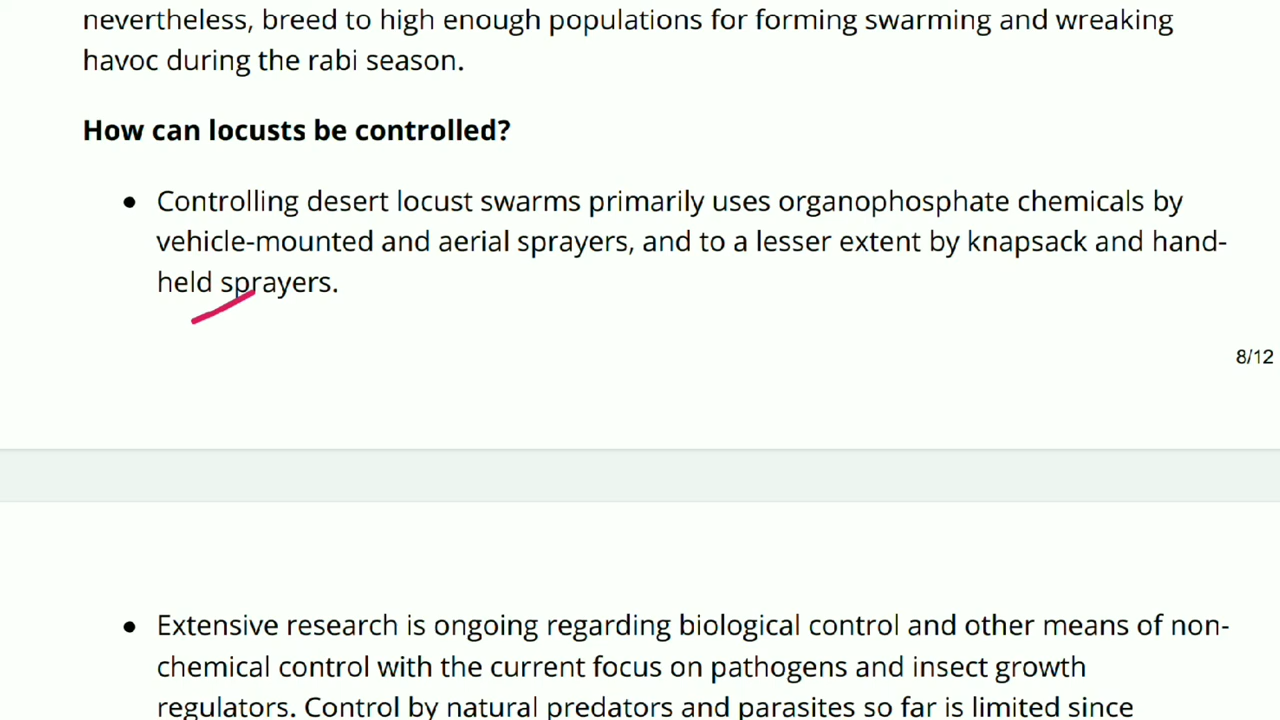 nevertheless, breed to high enough populations for forming swarming and wreaking
havoc during the rabi season.
How can locusts be controlled?
● Controlling desert locust swarms primarily uses organophosphate chemicals by
vehicle-mounted and aerial sprayers, and to a lesser extent by knapsack and hand-
held sprayers.
8/12
● Extensive research is ongoing regarding biological control and other means of non-
chemical control with the current focus on pathogens and insect growth
regulators. Control by natural predators and parasites so far is limited since